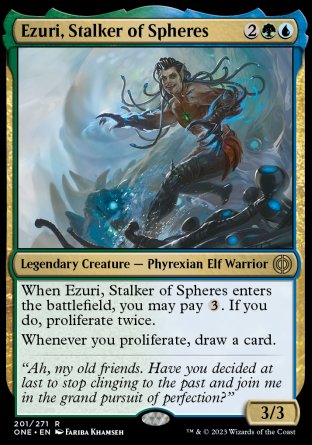 Ezuri, Stalker of Spheres 2
Legendary Creature — Phyrexian Elf Warrior
When Ezuri, Stalker of Spheres enters
the battlefield, you may pay 3. If you
do, proliferate twice.
Whenever you proliferate, draw a card.
“Ah, my old friends. Have you decided
at last to stop clinging to the past and join me
in the grand pursuit of perfection?”
3/3
201/271 R
ONE • EN Fariba Khamseh
™ & © 2023 Wizards of the Coast